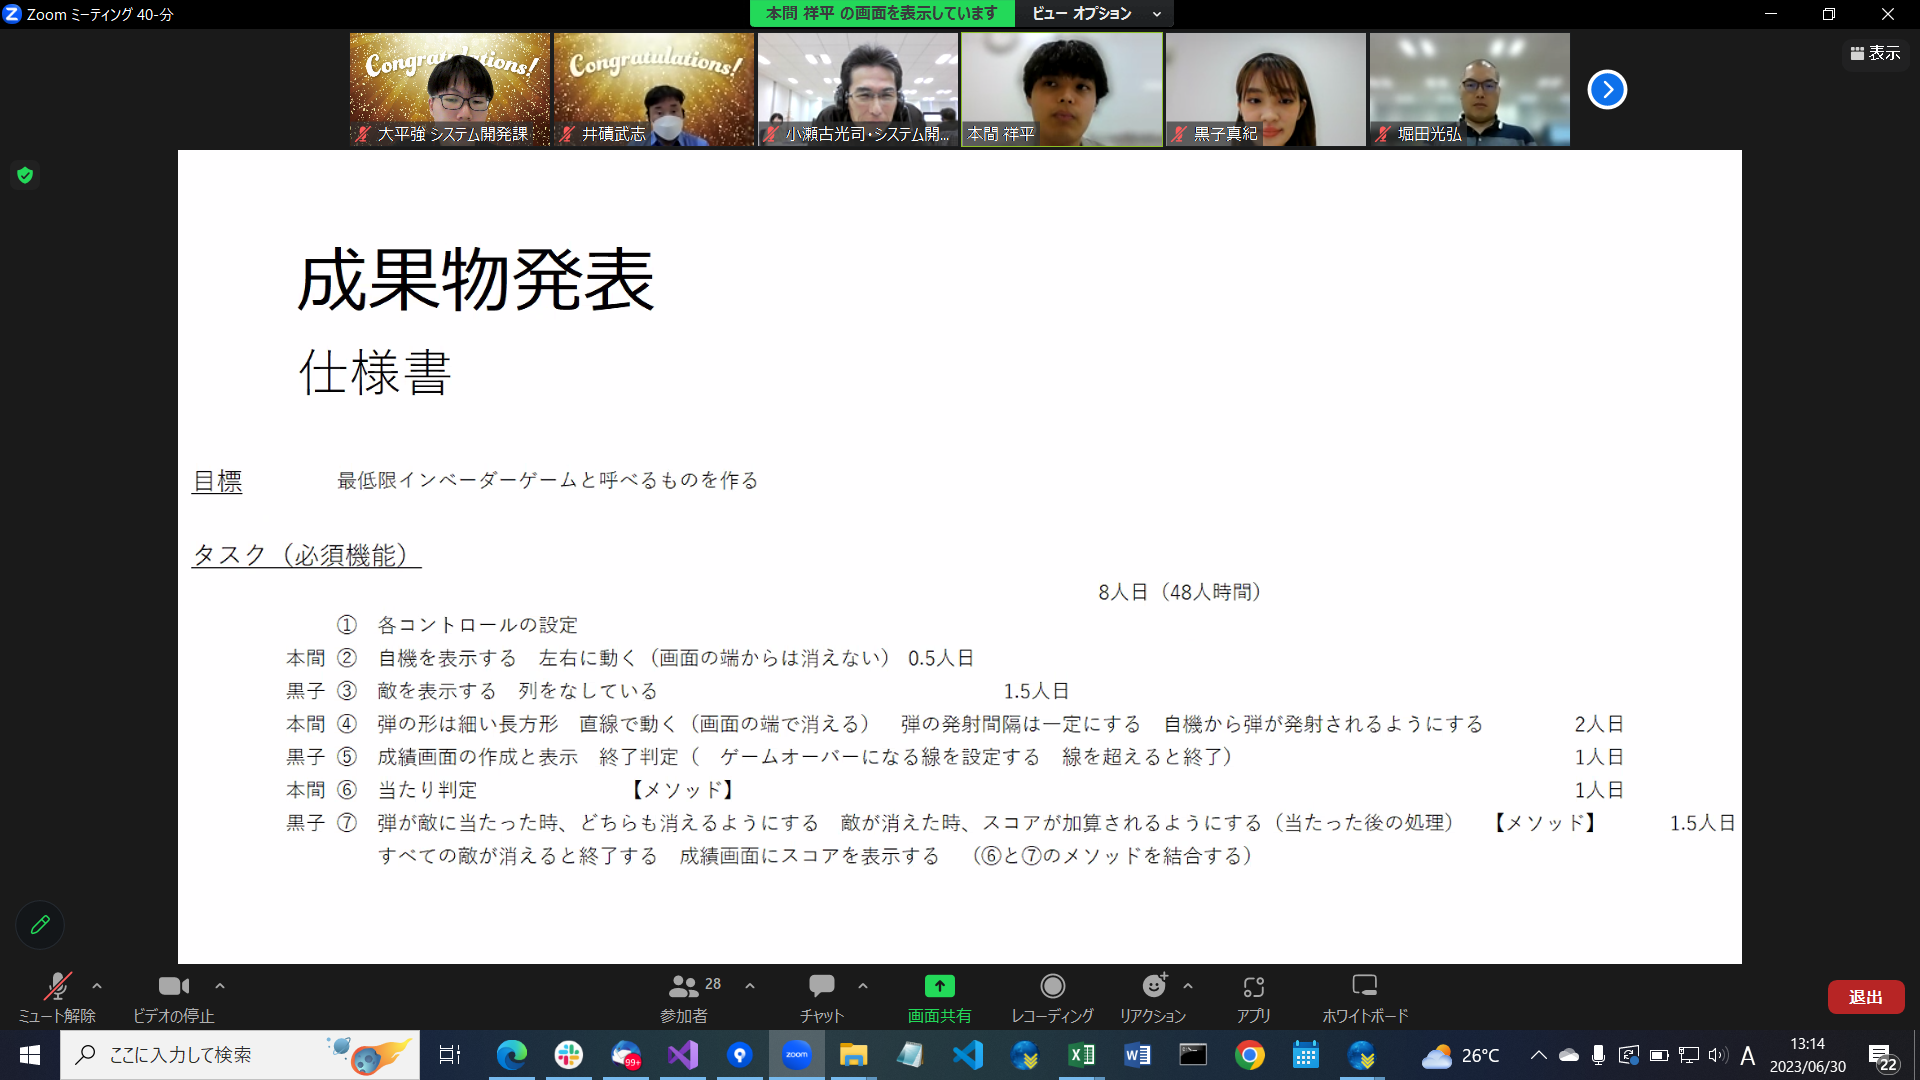 Zoom ミーティング 40-分
本間 祥平 の画面を表示しています
ビュー オプション
表示
Congratulations!
Congratulations!
大平強 システム開発課
井磧武志
小瀬古光司・システム開...
本間 祥平
黒子真紀
堀田光弘
成果物発表
仕様書
目標 最低限インベーダーゲームと呼べるものを作る
タスク（必須機能）
8人日（48人時間）
① 各コントロールの設定
本間 ② 自機を表示する 左右に動く（画面の端からは消えない） 0.5人日
黒子 ③ 敵を表示する 列をなしている 1.5人日
本間 ④ 弾の形は細い長方形 直線で動く（画面の端で消える） 弾の発射間隔は一定にする 自機から弾が発射されるようにする 2人日
黒子 ⑤ 成績画面の作成と表示 終了判定（ ゲームオーバーになる線を設定する 線を超えると終了） 1人日
本間 ⑥ 当たり判定 【メソッド】 1人日
黒子 ⑦ 弾が敵に当たった時、どちらも消えるようにする 敵が消えた時、スコアが加算されるようにする（当たった後の処理） 【メソッド】 1.5人日
すべての敵が消えると終了する 成績画面にスコアを表示する （⑥と⑦のメソッドを結合する）
ミュート解除
ビデオの停止
28
参加者
チャット
画面共有
レコーディング
リアクション
アプリ
ホワイトボード
退出
ここに入力して検索
99+
zoom
26°C
A
13:14
2023/06/30
22